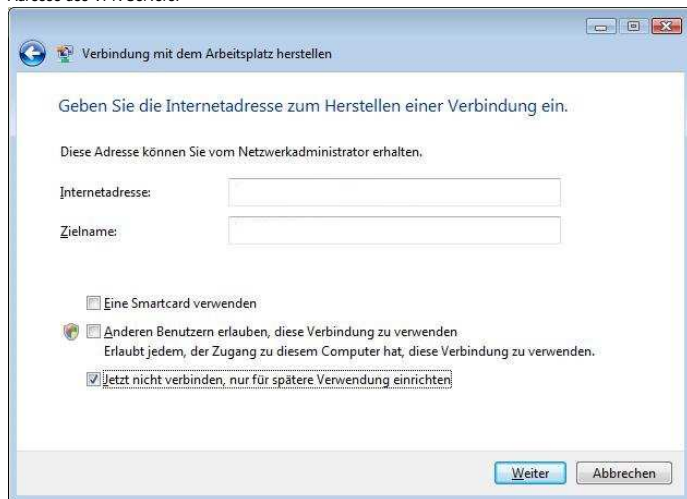 Adresse des VPN Servers.
Verbindung mit dem Arbeitsplatz herstellen
Geben Sie die Internetadresse zum Herstellen einer Verbindung ein.
Diese Adresse können Sie vom Netzwerkadministrator erhalten.
Internetadresse:
Zielname:
Eine Smartcard verwenden
Anderen Benutzern erlauben, diese Verbindung zu verwenden
Erlaubt jedem, der Zugang zu diesem Computer hat, diese Verbindung zu verwenden.
Jetzt nicht verbinden, nur für spätere Verwendung einrichten
Weiter Abbrechen